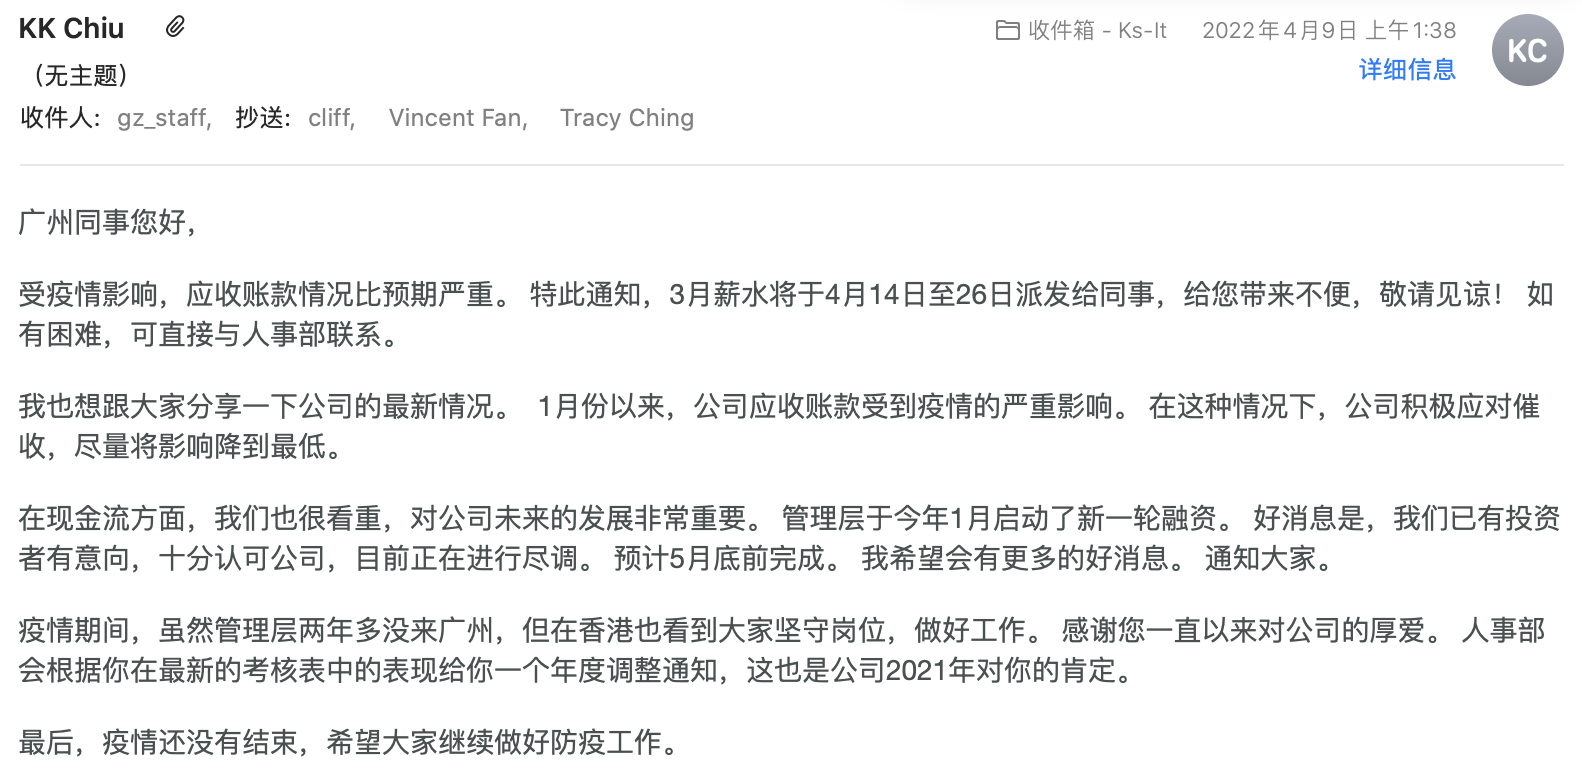 KK Chiu
收件箱 - Ks-It 2022年4月9日 上午1:38
KC
(无主题)
详细信息
收件人: gz_staff, 抄送: cliff, Vincent Fan, Tracy Ching
广州同事您好,
受疫情影响，应收账款情况比预期严重。 特此通知，3月薪水将于4月14日至26日派发给同事，给您带来不便，敬请见谅！ 如
有困难，可直接与人事部联系。
我也想跟大家分享一下公司的最新情况。 1月份以来，公司应收账款受到疫情的严重影响。 在这种情况下，公司积极应对催
收，尽量将影响降到最低。
在现金流方面，我们也很看重，对公司未来的发展非常重要。 管理层于今年1月启动了新一轮融资。 好消息是，我们已有投资
者有意向，十分认可公司，目前正在进行尽调。 预计5月底前完成。 我希望会有更多的好消息。 通知大家。
疫情期间，虽然管理层两年多没来广州，但在香港也看到大家坚守岗位，做好工作。 感谢您一直以来对公司的厚爱。 人事部
会根据你在最新的考核表中的表现给你一个年度调整通知，这也是公司2021年对你的肯定。
最后，疫情还没有结束，希望大家继续做好防疫工作。